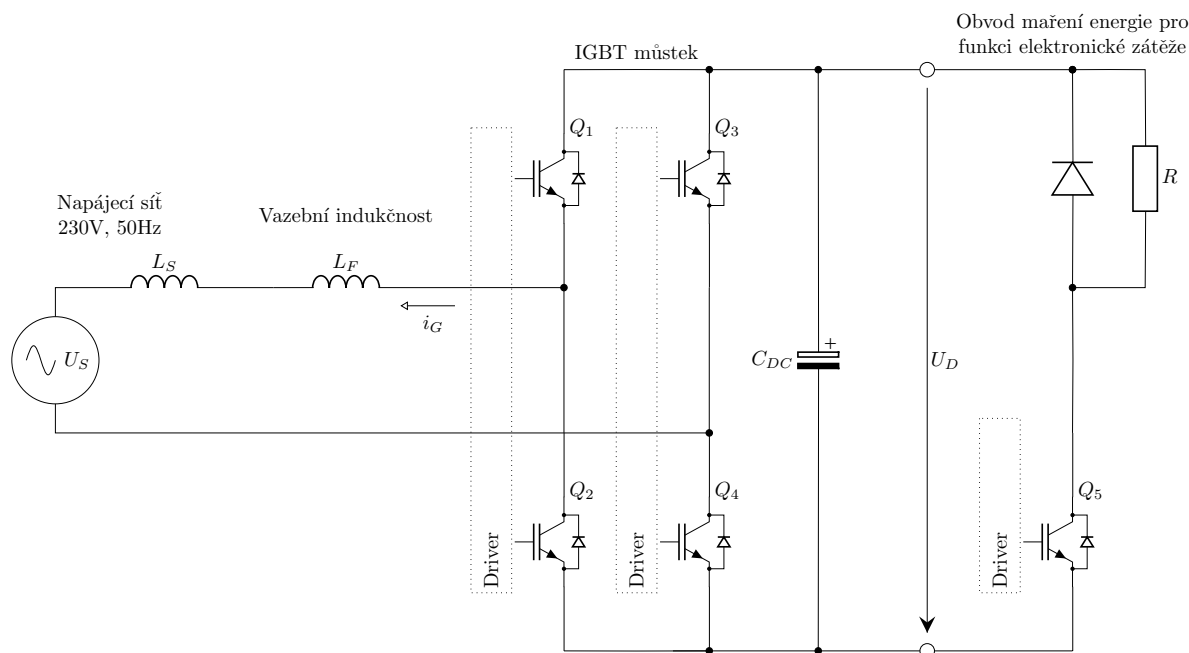 Obvod maření energie pro
funkci elektronické zátěže
IGBT můstek
Q1
Q3
Napájecí síť
230V, 50Hz
Vazební indukčnost
R
LS
LF
iG
US
CDC
+
UD
Q2
Q4
Q5
Driver
Driver
Driver